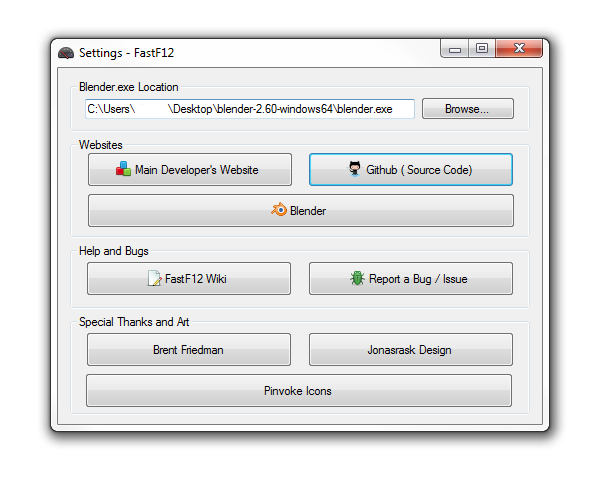 Settings - FastF12
Blender.exe Location
C:\Users\ \Desktop\blender-2.60-windows64\blender.exe
Browse...
Websites
Main Developer's Website
Github ( Source Code)
Blender
Help and Bugs
FastF12 Wiki
Report a Bug / Issue
Special Thanks and Art
Brent Friedman
Jonasrask Design
Pinvoke Icons